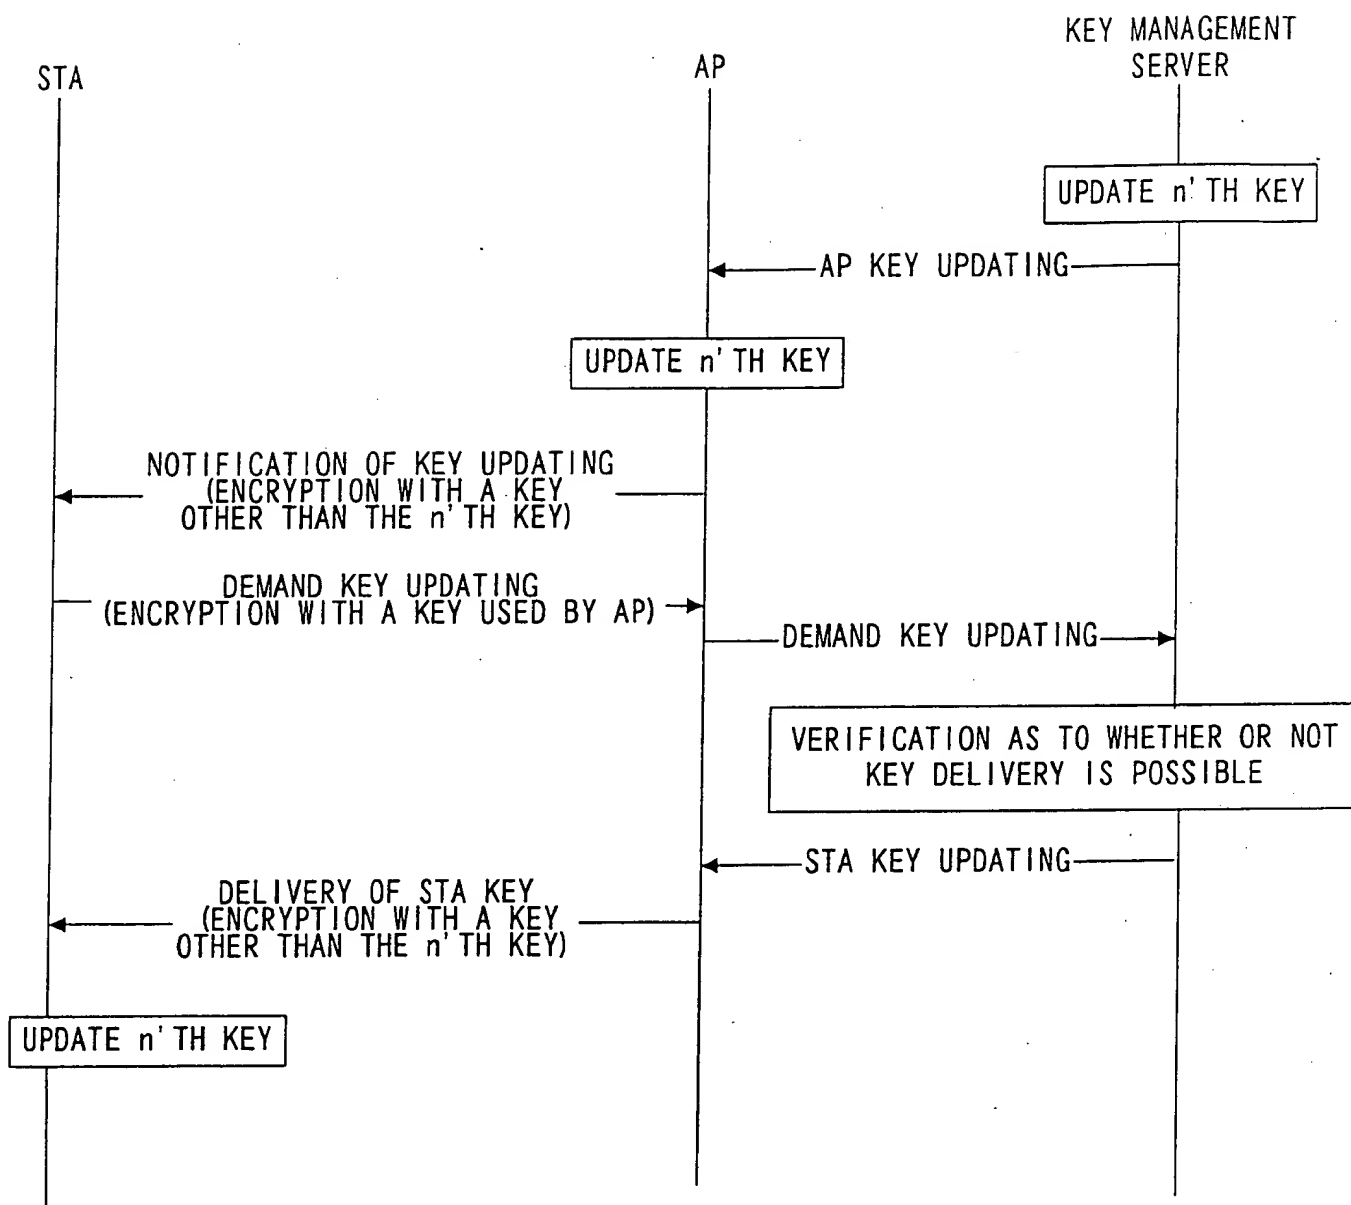 KEY MANAGEMENT
SERVER
STA
AP
UPDATE n'TH KEY
AP KEY UPDATING
UPDATE n'TH KEY
NOTIFICATION OF KEY UPDATING
(ENCRYPTION WITH A KEY
OTHER THAN THE n'TH KEY)
DEMAND KEY UPDATING
(ENCRYPTION WITH A KEY USED BY AP)
DEMAND KEY UPDATING
VERIFICATION AS TO WHETHER OR NOT
KEY DELIVERY IS POSSIBLE
STA KEY UPDATING
DELIVERY OF STA KEY
(ENCRYPTION WITH A KEY
OTHER THAN THE n'TH KEY)
UPDATE n'TH KEY